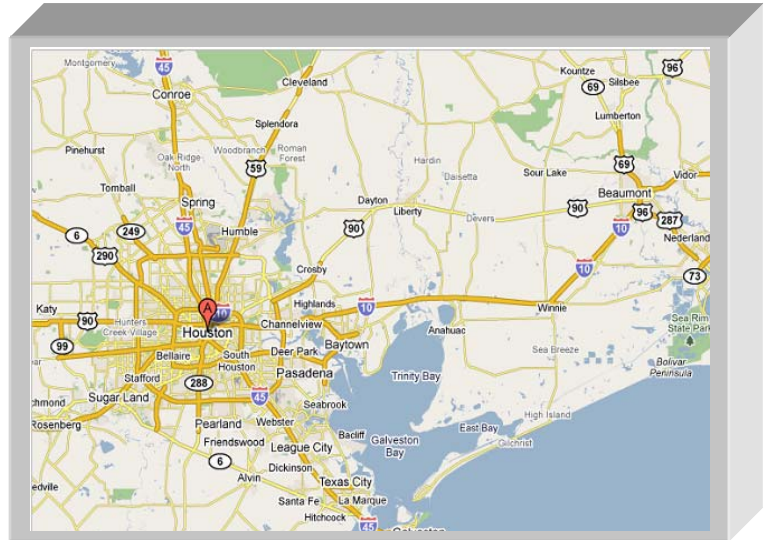 Montgomery
45
Conroe
Cleveland
Kountze
Silsbee
96
69
Lumberton
Splendora
Pinehurst
Oak Ridge
North
Woodbranch
Roman
Forest
59
Hardin
Daisetta
Sour Lake
69
Vidor
Tomball
Spring
Dayton
Liberty
Devers
90
Beaumont
96
287
6
249
45
Humble
90
10
Nederland
290
Crosby
10
73
Katy
90
A
10
Highlands
10
Winnie
Sea Rim
State Park
Hunters
Creek Village
Houston
Channelview
Anahuac
99
Bellaire
South
Houston
Deer Park
Baytown
Sea Breeze
Bolivar
Peninsula
Stafford
288
Pasadena
Trinity Bay
Sugar Land
45
Seabrook
High Island
hmond
Rosenberg
Pearland
Webster
Friendswood
Bacliff
Galveston
Bay
East Bay
Gilchrist
League City
6
Dickinson
Alvin
Texas City
edville
Santa Fe
La Marque
Hitchcock
45
Galveston